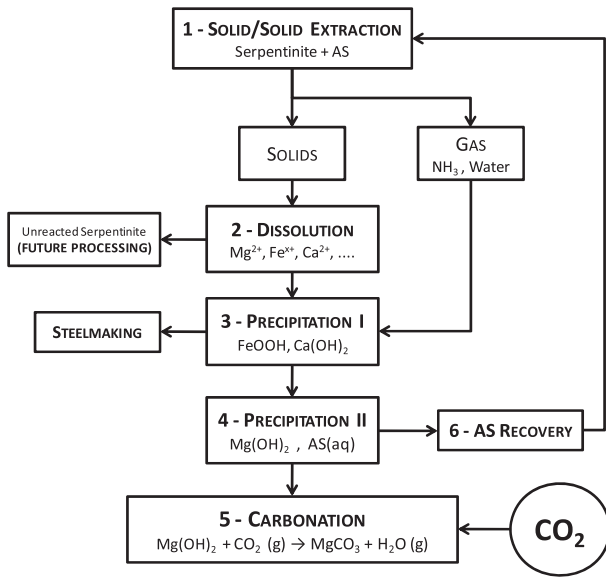 1 - SOLID/SOLID EXTRACTION
Serpentinite + AS
SOLIDS
GAS
NH₃ , Water
Unreacted Serpentinite
(FUTURE PROCESSING)
2 - DISSOLUTION
Mg²⁺, Feˣ⁺, Ca²⁺, ....
STEELMAKING
3 - PRECIPITATION I
FeOOH, Ca(OH)₂
4 - PRECIPITATION II
Mg(OH)₂ , AS(aq)
6 - AS RECOVERY
5 - CARBONATION
Mg(OH)₂ + CO₂ (g) → MgCO₃ + H₂O (g)
CO₂